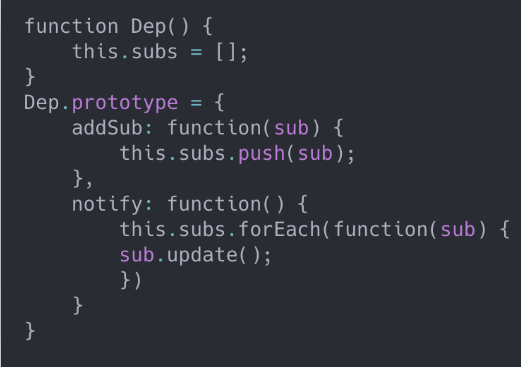 function Dep() {
    this.subs = [];
}
Dep.prototype = {
    addSub: function(sub) {
        this.subs.push(sub);
    },
    notify: function() {
        this.subs.forEach(function(sub) {
        sub.update();
        })
    }
}